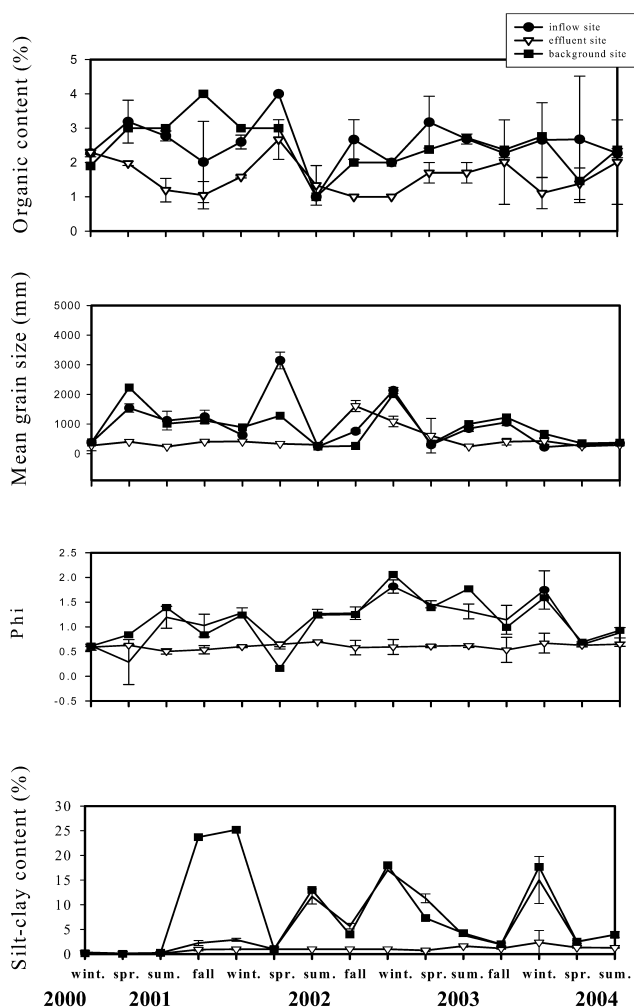 inflow site
effluent site
background site
Organic content (%)
5
4
3
2
1
0
Mean grain size (mm)
5000
4000
3000
2000
1000
0
Phi
2.5
2.0
1.5
1.0
0.5
0.0
-0.5
Silt-clay content (%)
30
25
20
15
10
5
0
wint. spr. sum. fall wint. spr. sum. fall wint. spr. sum. fall wint. spr. sum.
2000 2001 2002 2003 2004